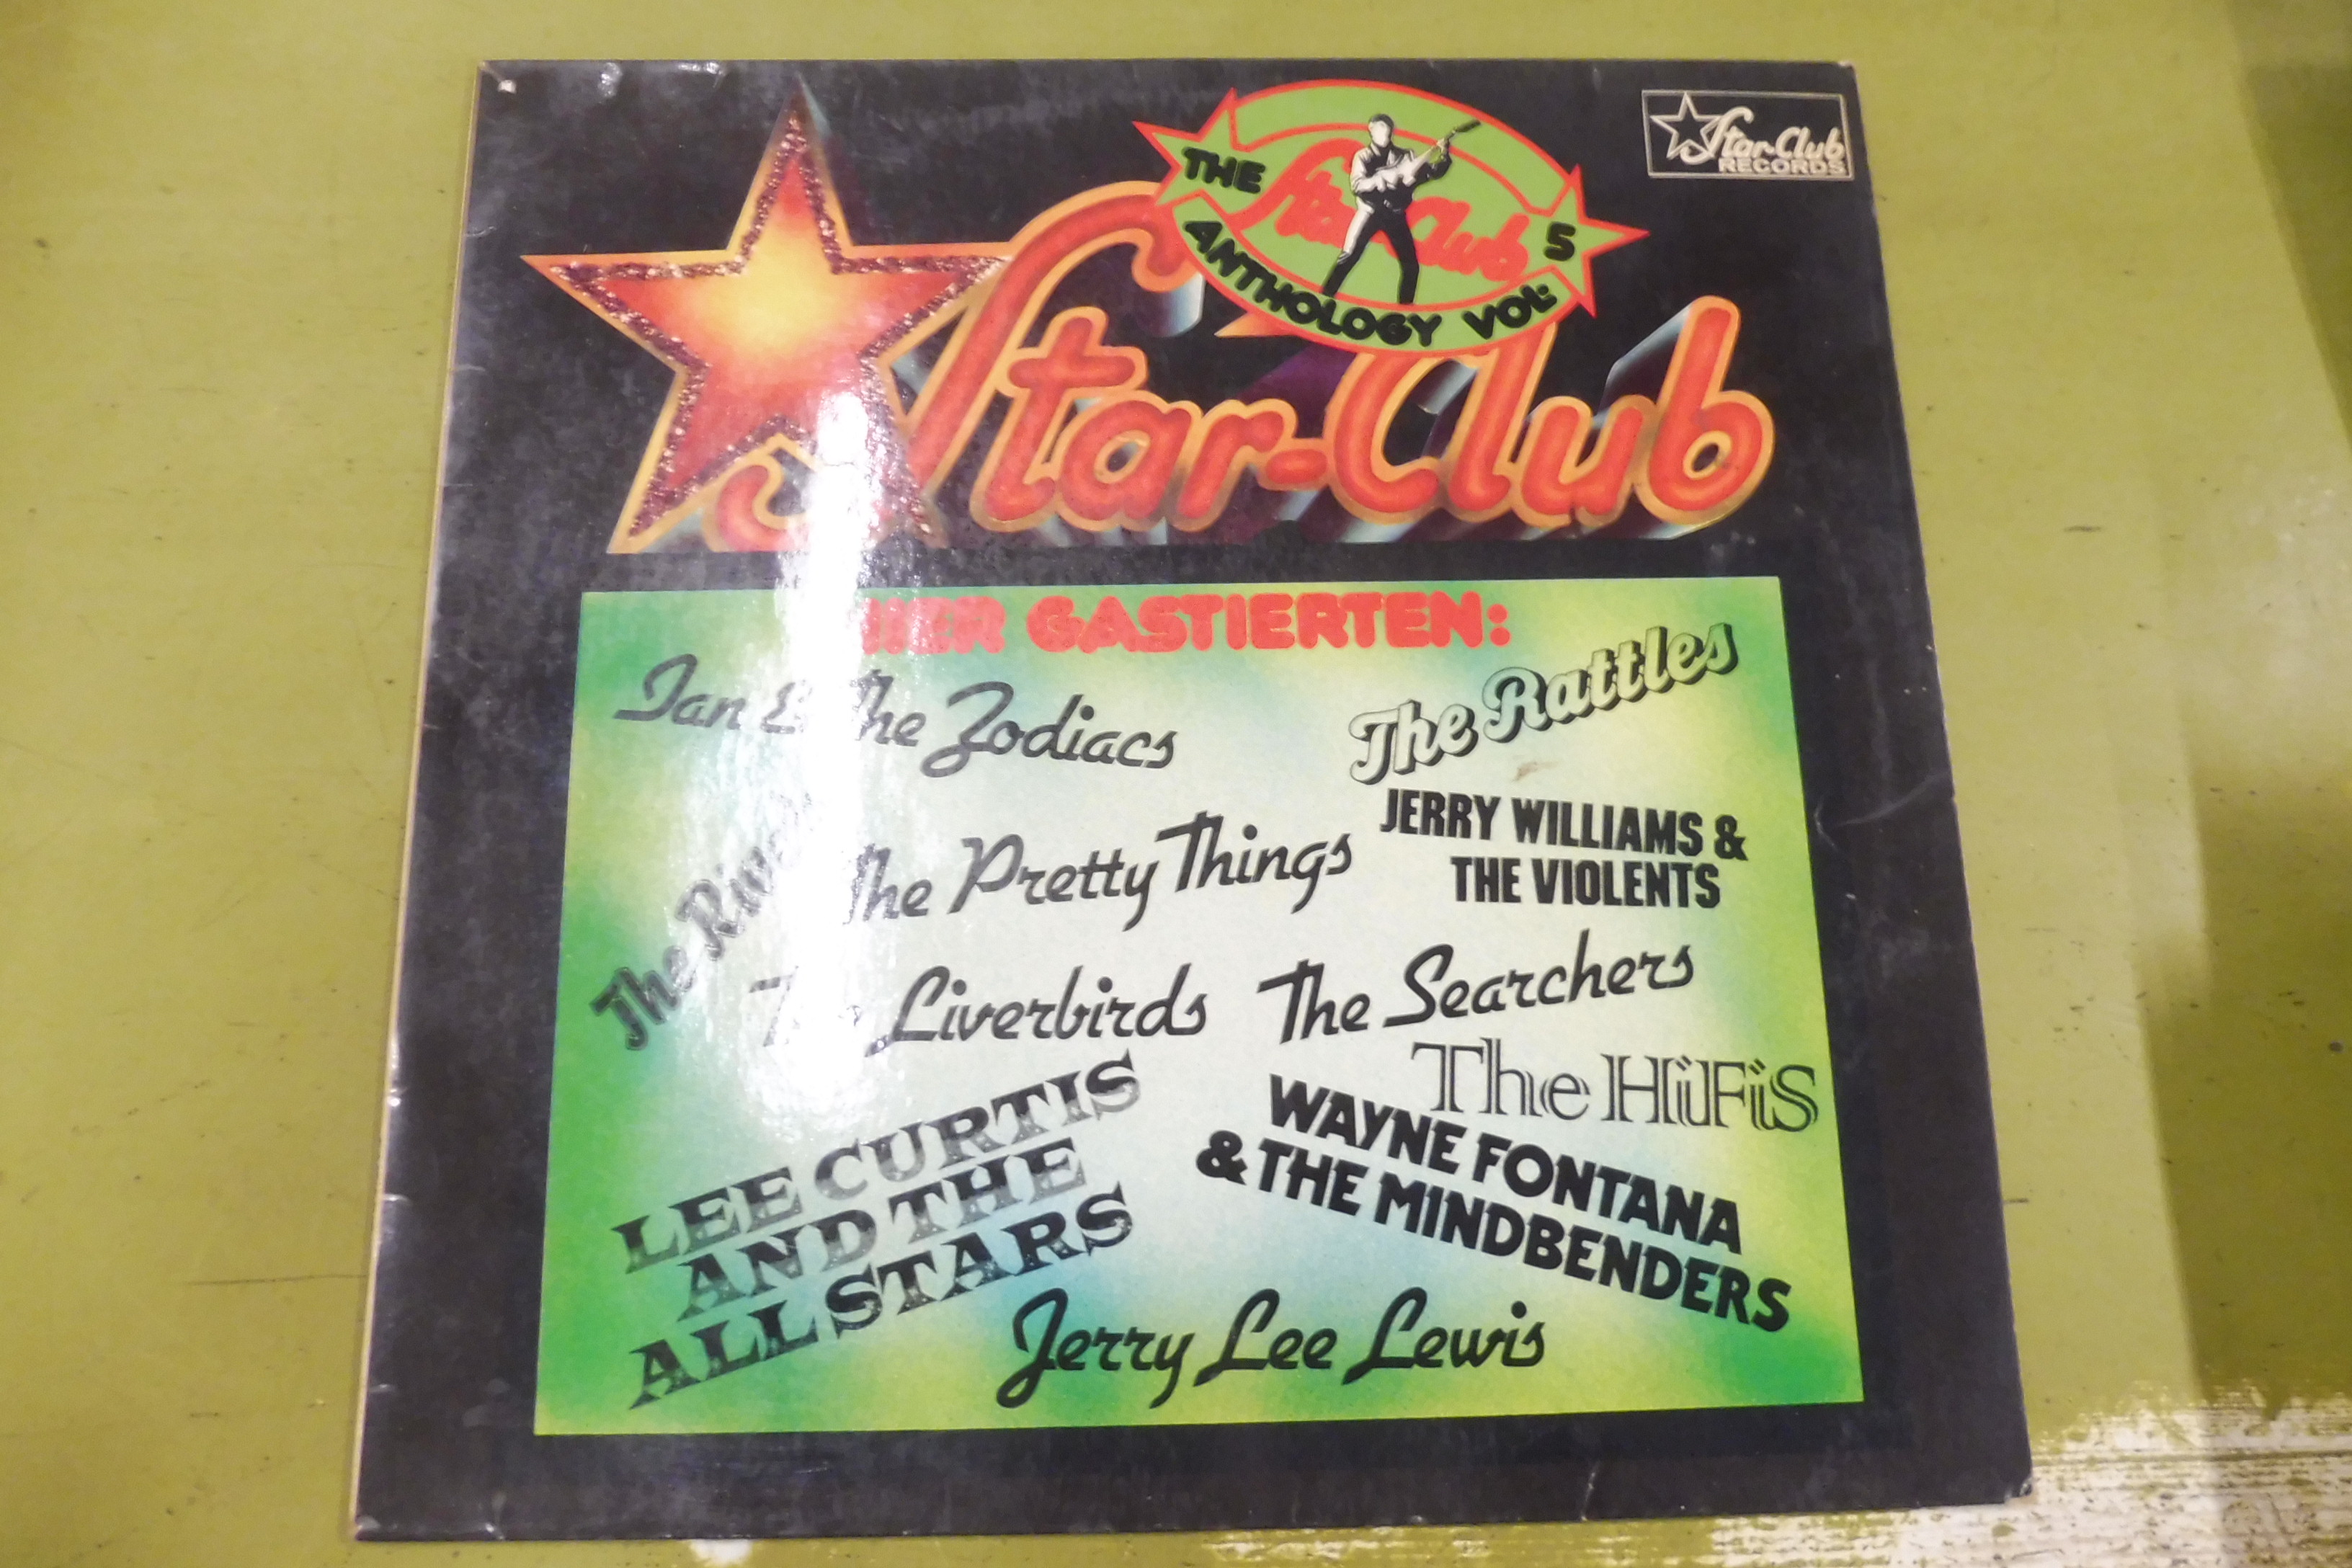 Star-Club
RECORDS
THE Star-Club 5
ANTHOLOGY VOL:
Star-Club
HIER GASTIERTEN:
Ian & The Zodiacs
The Rattles
JERRY WILLIAMS &
THE VIOLENTS
The
The Pretty Things
The Liverbirds
The Searchers
The HiFis
LEE CURTIS
AND THE
ALL STARS
WAYNE FONTANA
& THE MINDBENDERS
Jerry Lee Lewis